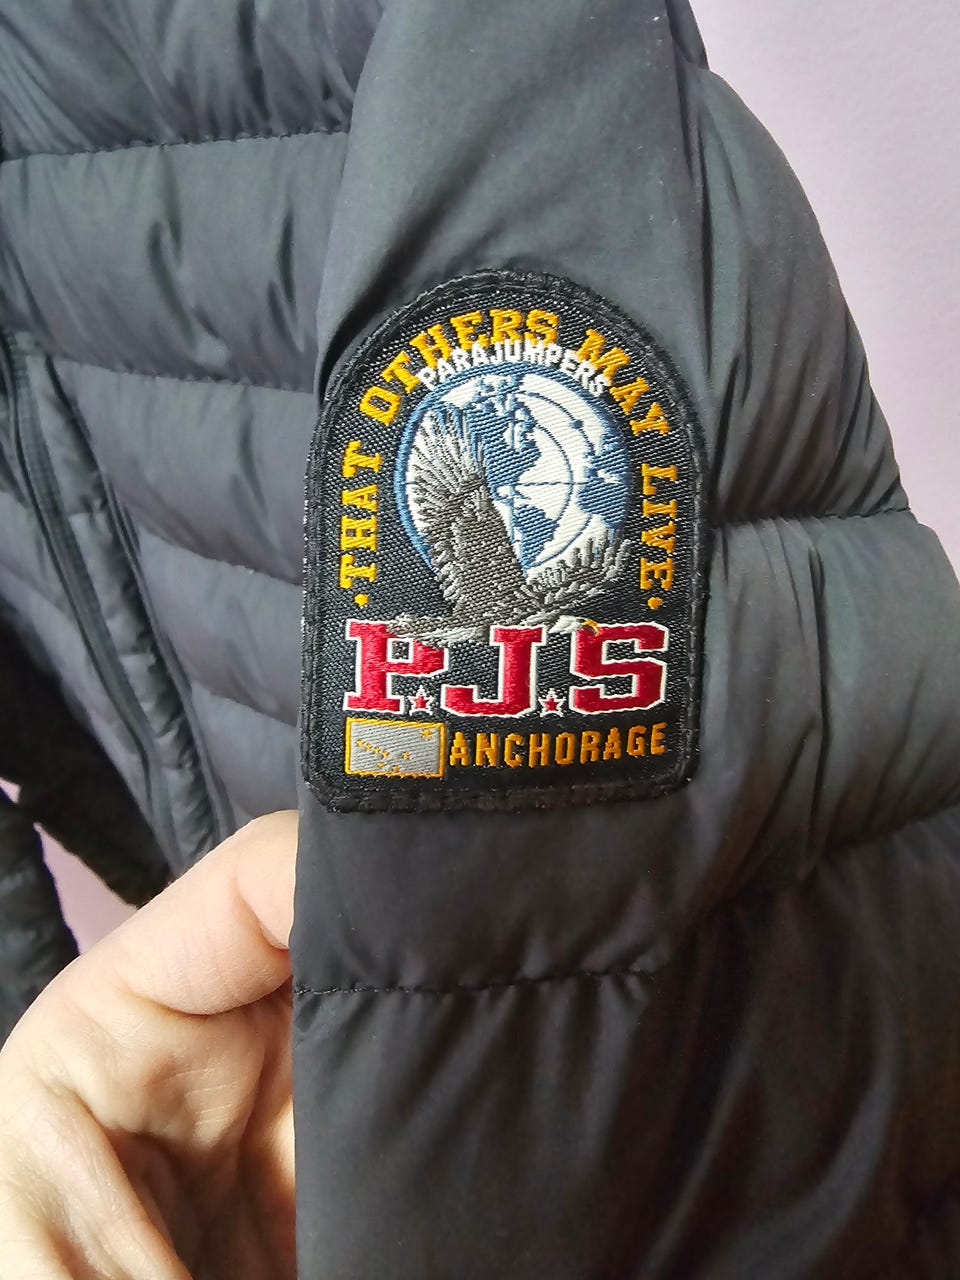 ·THAT OTHERS MAY LIVE·
PARAJUMPERS
P.J.S
ANCHORAGE